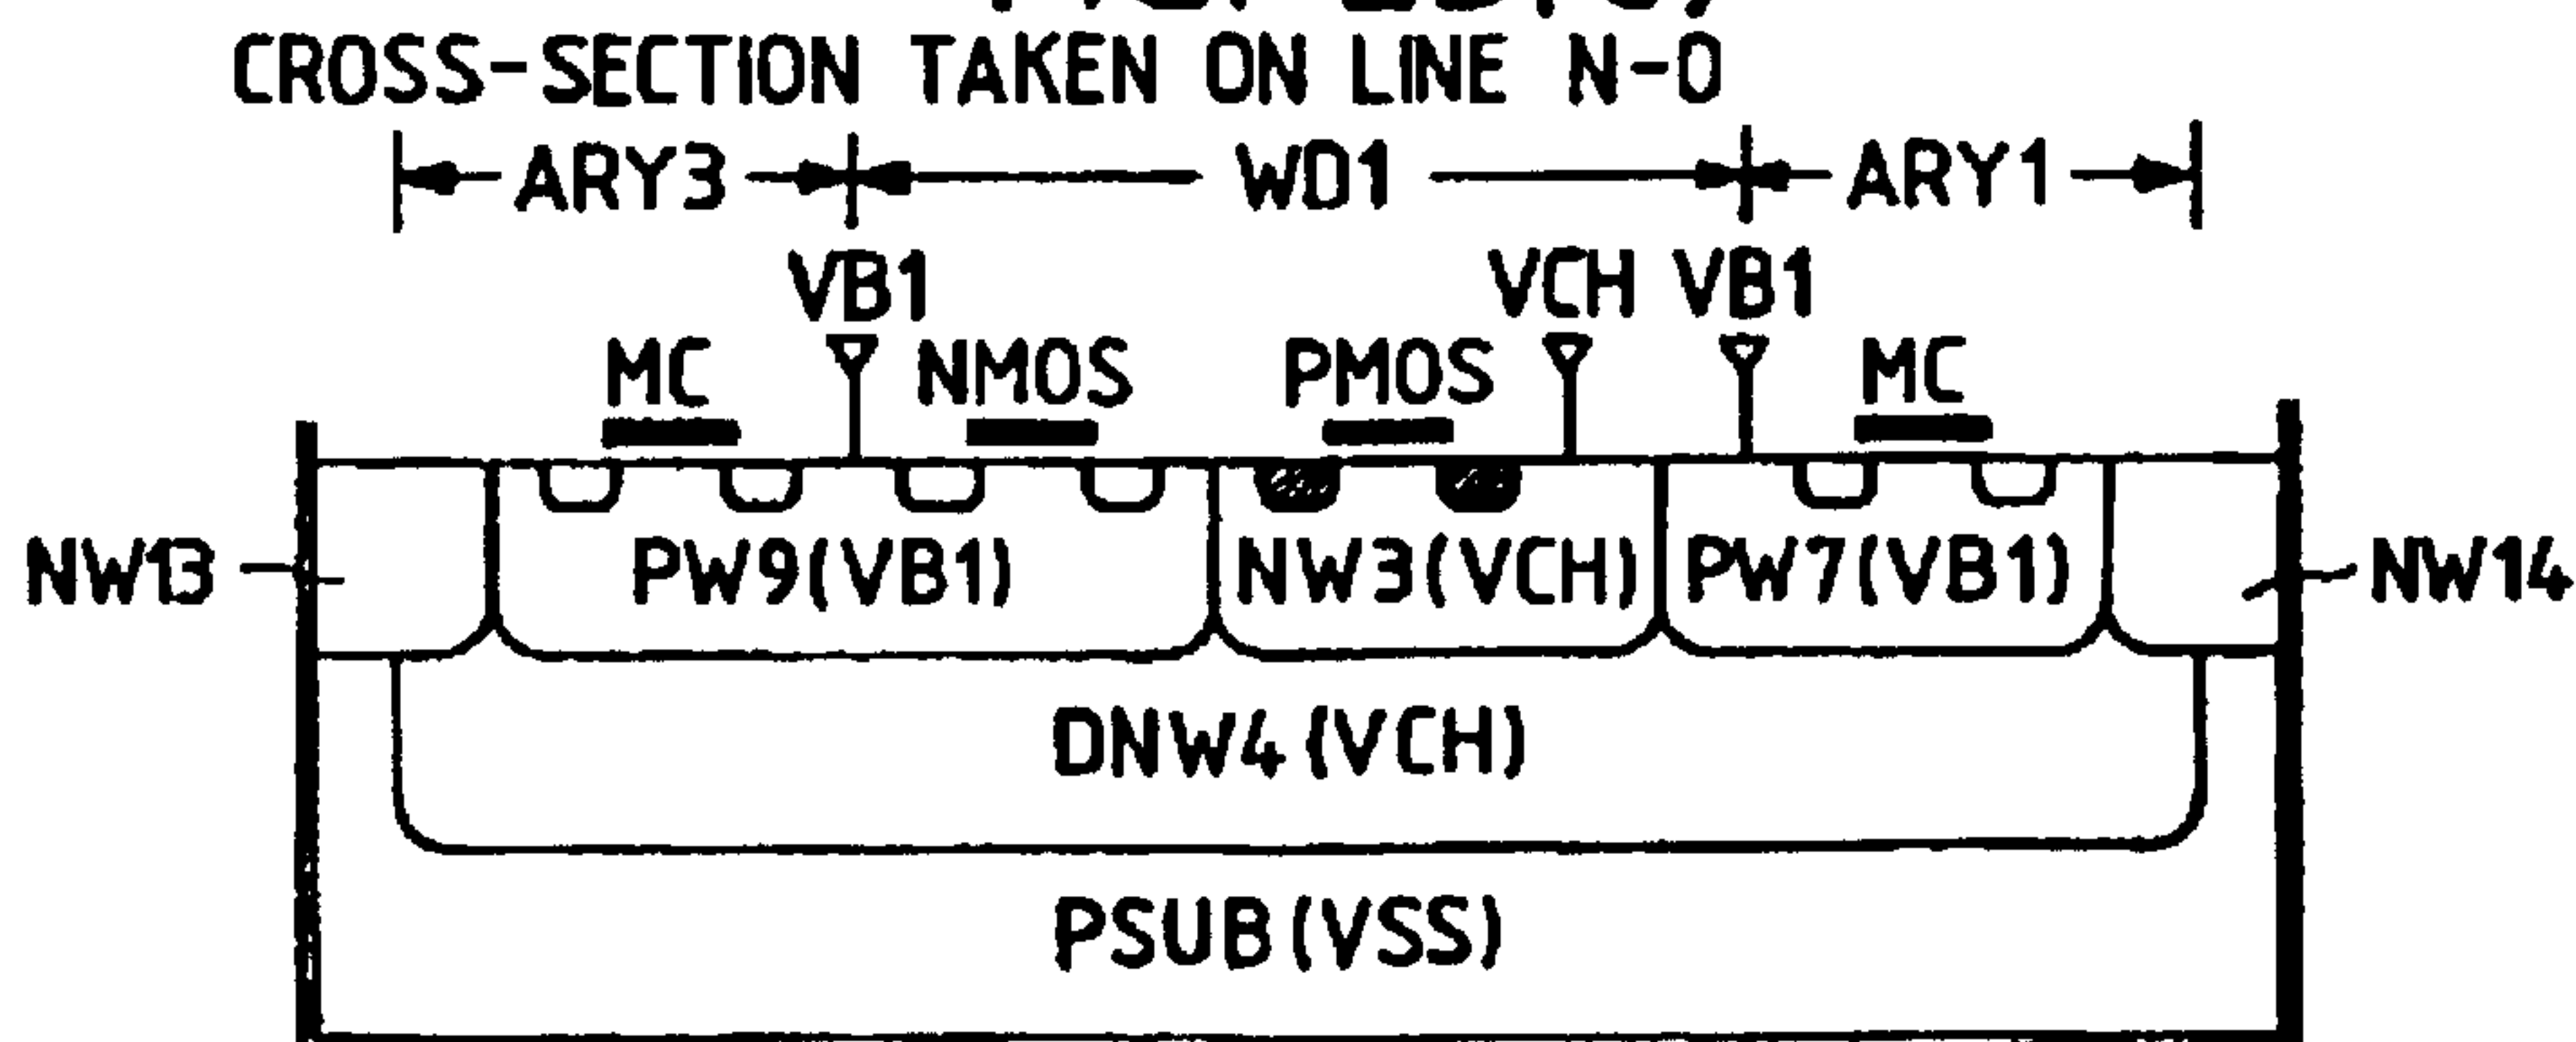 CROSS-SECTION TAKEN ON LINE N-O
ARY3 WD1 ARY1
VB1 VCH VB1
MC NMOS PMOS MC
NW13 PW9(VB1) NW3(VCH) PW7(VB1) NW14
DNW4(VCH)
PSUB(VSS)